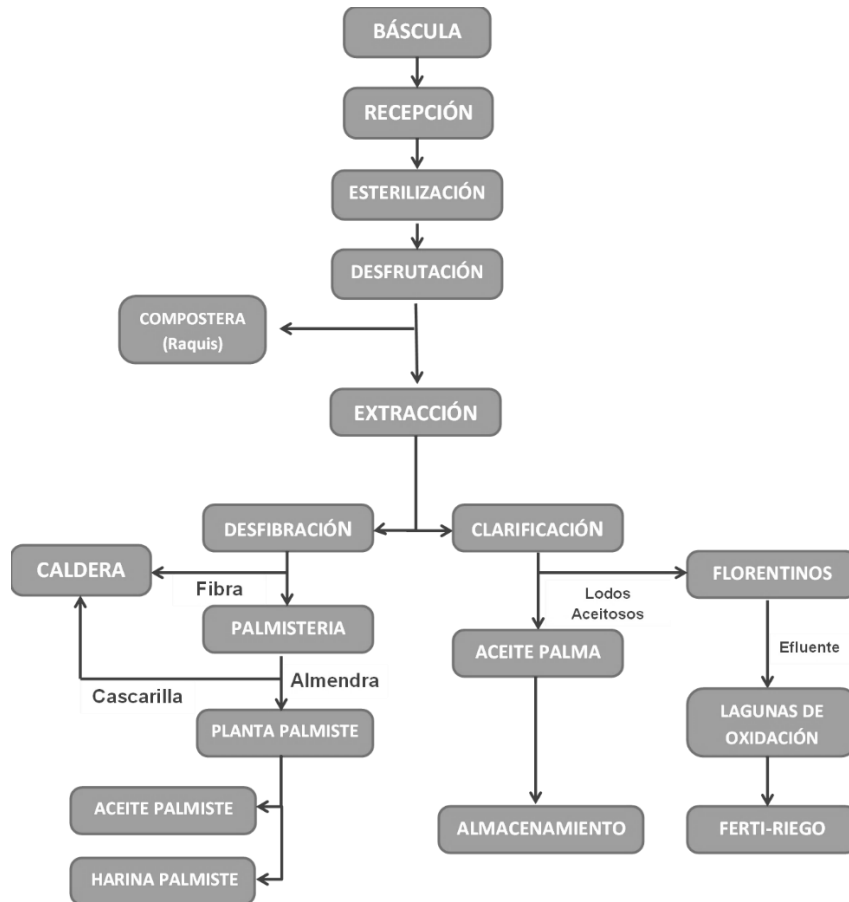 BÁSCULA
RECEPCIÓN
ESTERILIZACIÓN
DESFRUTACIÓN
COMPOSTERA
(Raquis)
EXTRACCIÓN
DESFIBRACIÓN
CLARIFICACIÓN
CALDERA
Fibra
Lodos
Aceitosos
FLORENTINOS
PALMISTERIA
ACEITE PALMA
Efluente
Cascarilla
Almendra
PLANTA PALMISTE
LAGUNAS DE
OXIDACIÓN
ACEITE PALMISTE
ALMACENAMIENTO
FERTI-RIEGO
HARINA PALMISTE